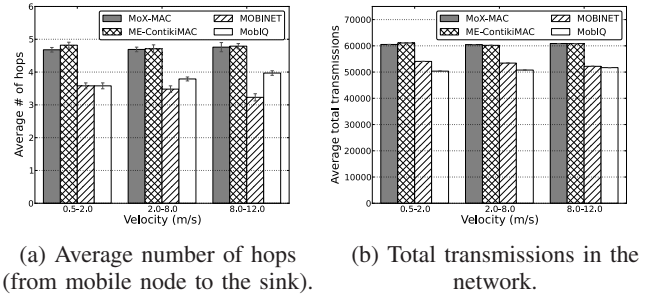 6
5
4
3
2
1
0
Average # of hops
MoX-MAC
ME-ContikiMAC
MOBINET
MobIQ
0.5-2.0 2.0-8.0 8.0-12.0
Velocity (m/s)
(a) Average number of hops
(from mobile node to the sink).
70000
60000
50000
40000
30000
20000
10000
0
Average total transmissions
MoX-MAC
ME-ContikiMAC
MOBINET
MobIQ
0.5-2.0 2.0-8.0 8.0-12.0
Velocity (m/s)
(b) Total transmissions in the
network.